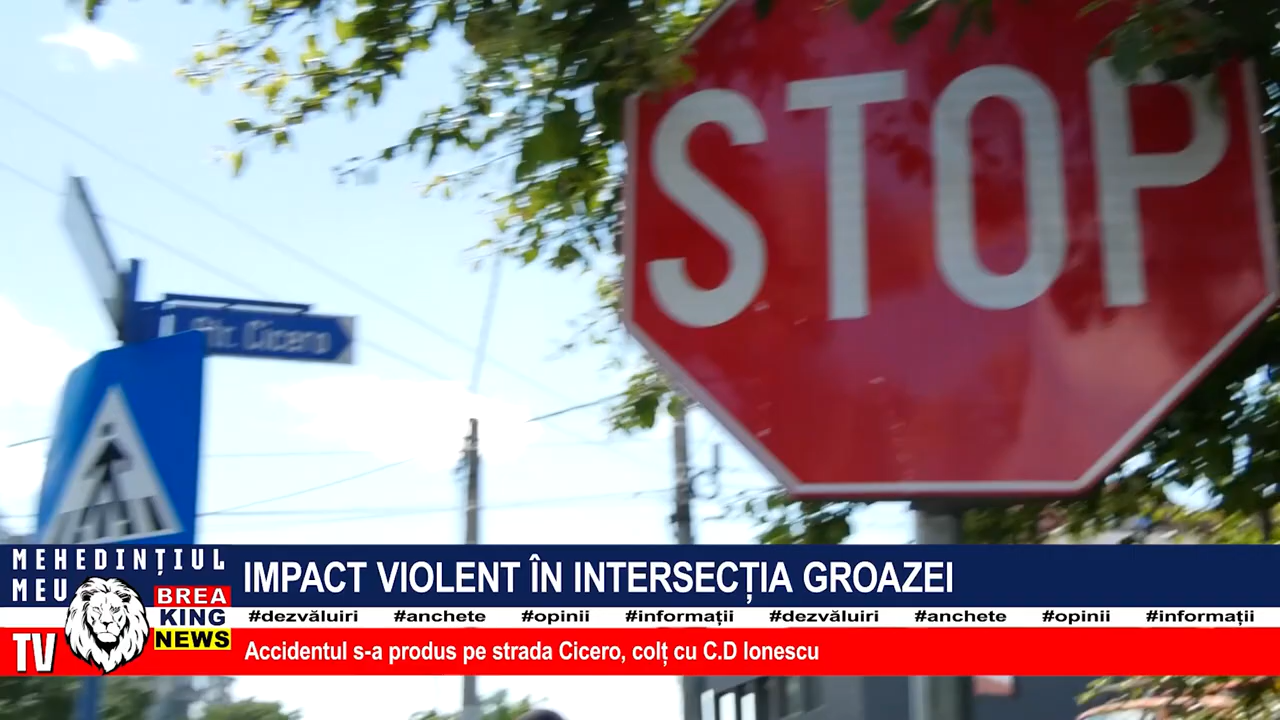 STOP
Str. Cicero
MEHEDINȚIUL
MEU
BREA
KING
NEWS
TV
IMPACT VIOLENT ÎN INTERSECȚIA GROAZEI
#dezvăluiri #anchete #opinii #informații #dezvăluiri #anchete #opinii #informații
Accidentul s-a produs pe strada Cicero, colț cu C.D Ionescu